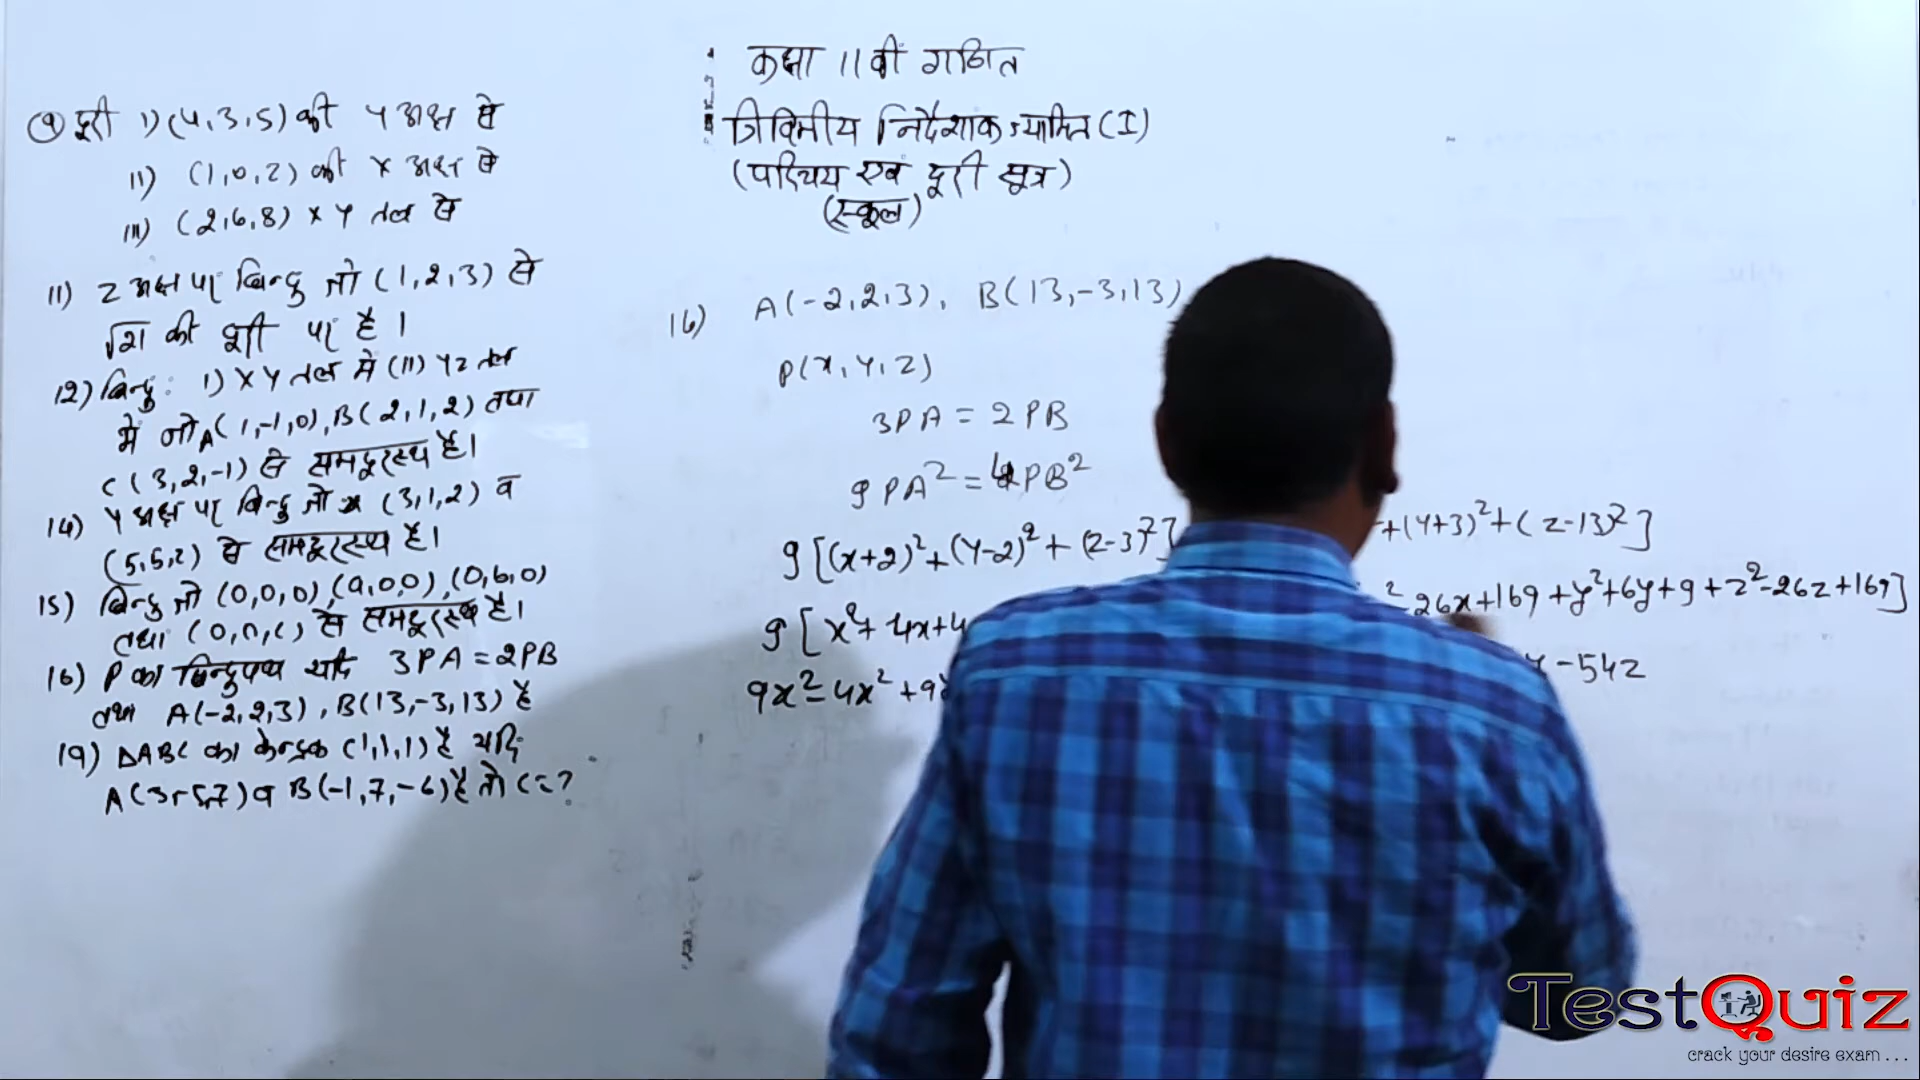 कक्षा 11वी गणित
त्रिविमीय निर्देशांक ज्यामिति (I)
(परिचय एवं दूरी सूत्र)
(स्कूल)
9) दूरी i) (4,3,5) की Y अक्ष से
ii) (1,0,2) की X अक्ष से
iii) (2,6,8) XY तल से
11) Z अक्ष पर बिन्दु जो (1,2,3) से
√21 की दूरी पर है।
12) बिन्दु: i) XY तल मे (ii) YZ तल
मे जो A(1,-1,0), B(2,1,2) तथा
C(3,2,-1) से समदूरस्थ है।
14) Y अक्ष पर बिन्दु जो (3,1,2) व
(5,5,2) से समदूरस्थ है।
15) बिन्दु जो (0,0,0), (a,0,0), (0,b,0)
तथा (0,0,c) से समदूरस्थ है।
16) P का बिन्दुपथ यदि 3PA = 2PB
तथा A(-2,2,3), B(13,-3,13) है
19) ΔABC का केन्द्रक (1,1,1) है यदि
A(3,-5,7) व B(-1,7,-6) है तो C=?
16) A(-2,2,3), B(13,-3,13)
P(x,y,z)
3PA = 2PB
9PA² = 4PB²
9[(x+2)²+(y-2)²+(z-3)²] +(y+3)²+(z-13)²]
9[x²+4x+4 ²-26x+169+y²+6y+9+z²-26z+169]
9x²-4x²+9y -54z
TestQuiz
crack your desire exam...